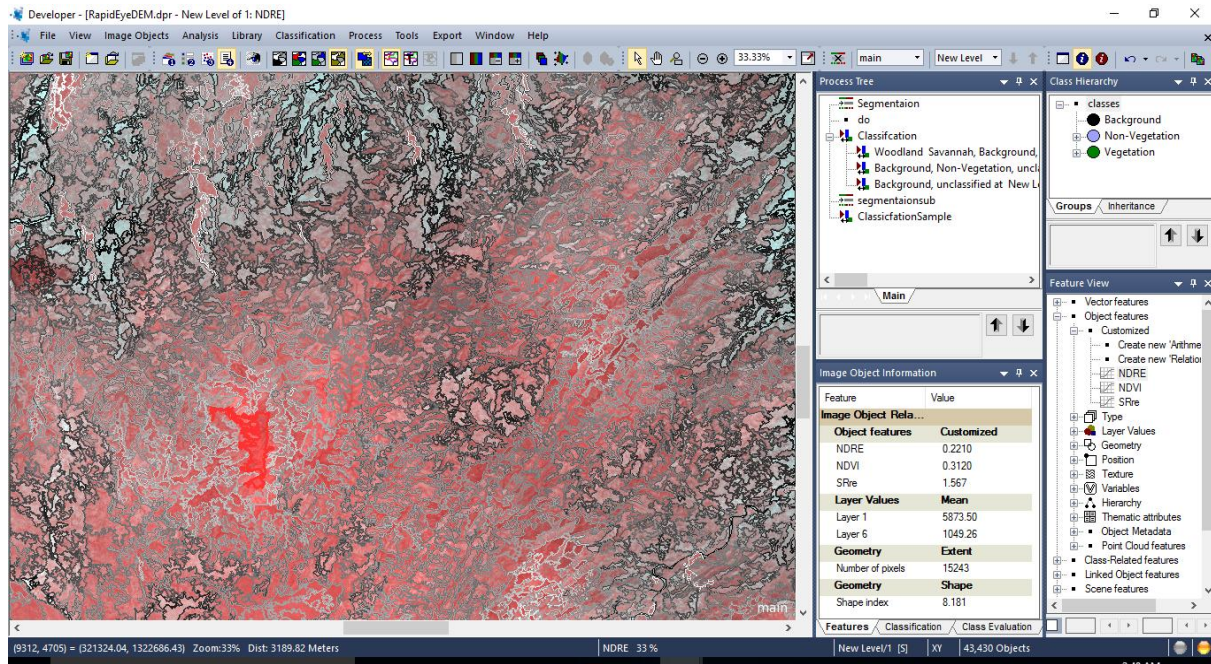 Developer - [RapidEyeDEM.dpr - New Level of 1: NDRE]
File View Image Objects Analysis Library Classification Process Tools Export Window Help
33.33% main New Level
Process Tree
Segmentaion
do
Classifcation
Woodland Savannah, Background,
Background, Non-Vegetation, uncl
Background, unclassified at New L
segmentaionsub
ClasicfationSample
Main
Class Hierarchy
classes
Background
Non-Vegetation
Vegetation
Groups Inheritance
Image Object Information
Feature Value
Image Object Rela...
Object features Customized
NDRE 0.2210
NDVI 0.3120
SRre 1.567
Layer Values Mean
Layer 1 5873.50
Layer 6 1049.26
Geometry Extent
Number of pixels 15243
Geometry Shape
Shape index 8.181
Features Classification Class Evaluation
Feature View
Vector features
Object features
Customized
Create new 'Arithme
Create new 'Relation
NDRE
NDVI
SRre
Type
Layer Values
Geometry
Position
Texture
Variables
Hierarchy
Thematic attributes
Object Metadata
Point Cloud features
Class-Related features
Linked Object features
Scene features
main
(9312, 4705) = (321324.04, 1322686.43) Zoom:33% Dist: 3189.82 Meters NDRE 33 % New Level/1 [S] XY 43,430 Objects